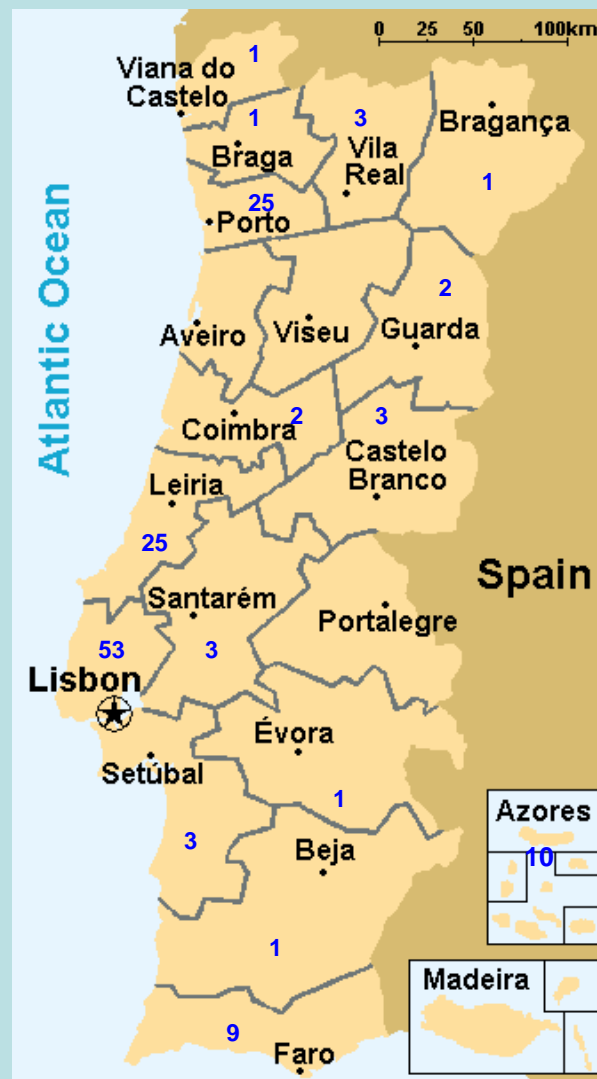 0 25 50 100km
1
Viana do
Castelo
1
Braga
3
Vila
Real
Bragança
1
25
Porto
Atlantic Ocean
2
Aveiro
Viseu
Guarda
2
Coimbra
3
Castelo
Branco
Leiria
25
Spain
Santarém
Portalegre
53
3
Lisbon
Évora
Setúbal
1
Azores
10
3
Beja
1
Madeira
9
Faro